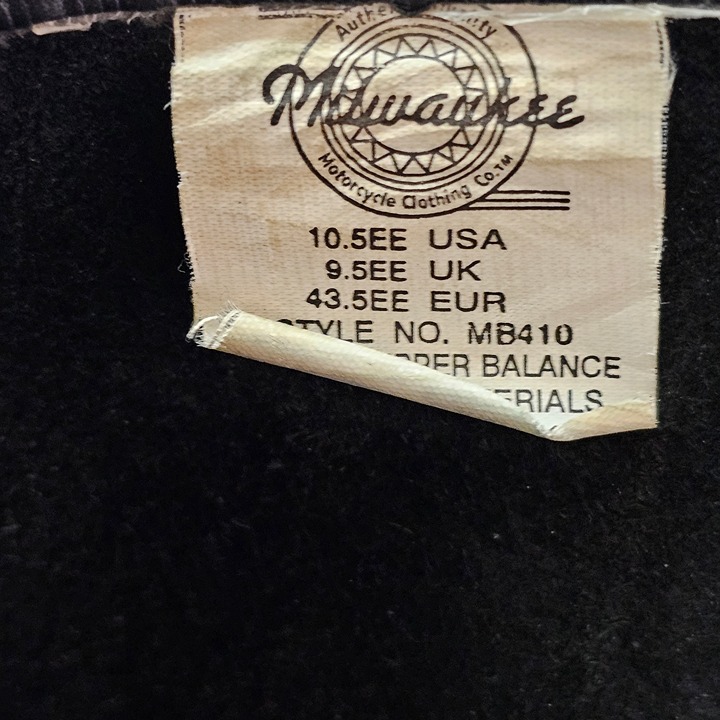 Milwaukee
Motorcycle Clothing Co.™
10.5EE USA
9.5EE UK
43.5EE EUR
STYLE NO. MB410
BALANCE